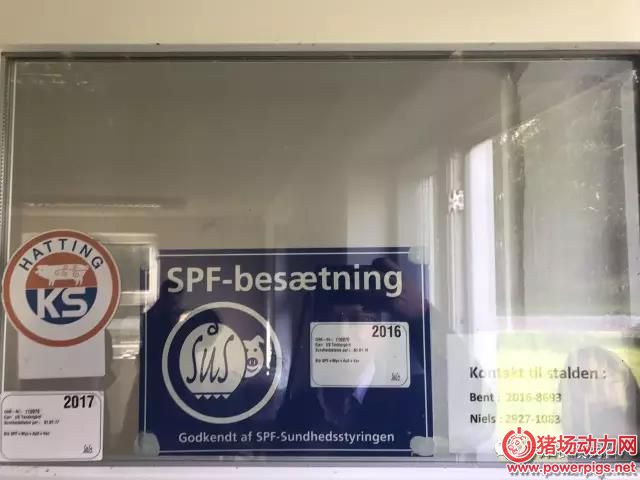 HATTING
KS
SPF-besætning
SUS
2016
Godkendt af SPF-Sundhedsstyringen
2017
Kontakt til stalden :
Bent : 2016-8693
Niels : 2927-1083
猪场动力网
www.powerpigs.net